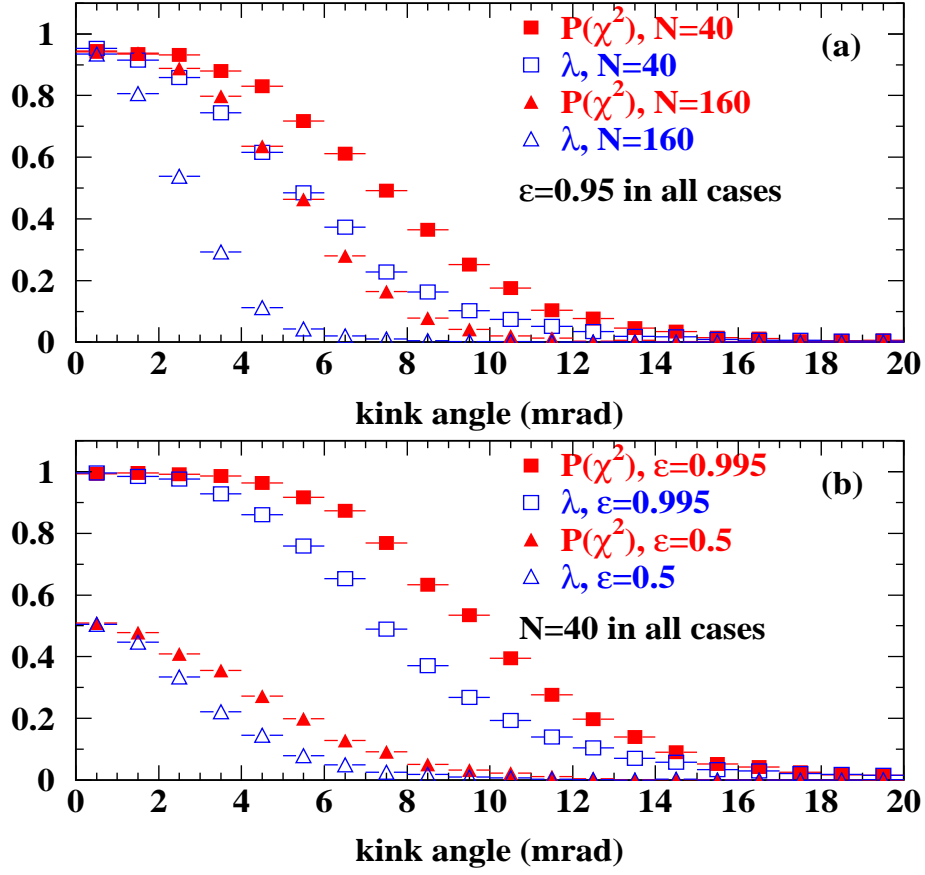 P(χ²), N=40
(a)
λ, N=40
P(χ²), N=160
λ, N=160
ε=0.95 in all cases
1
0.8
0.6
0.4
0.2
0
0 2 4 6 8 10 12 14 16 18 20
kink angle (mrad)
P(χ²), ε=0.995
(b)
λ, ε=0.995
P(χ²), ε=0.5
λ, ε=0.5
N=40 in all cases
1
0.8
0.6
0.4
0.2
0
0 2 4 6 8 10 12 14 16 18 20
kink angle (mrad)